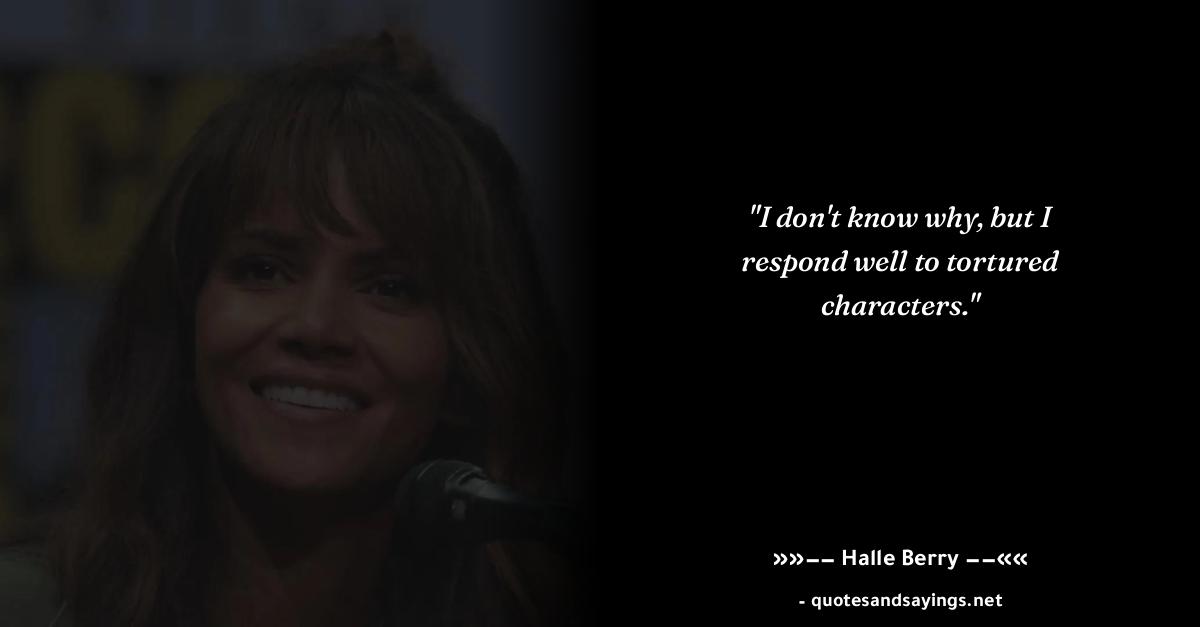 "I don't know why, but I
respond well to tortured
characters."
»»−− Halle Berry −−««
- quotesandsayings.net